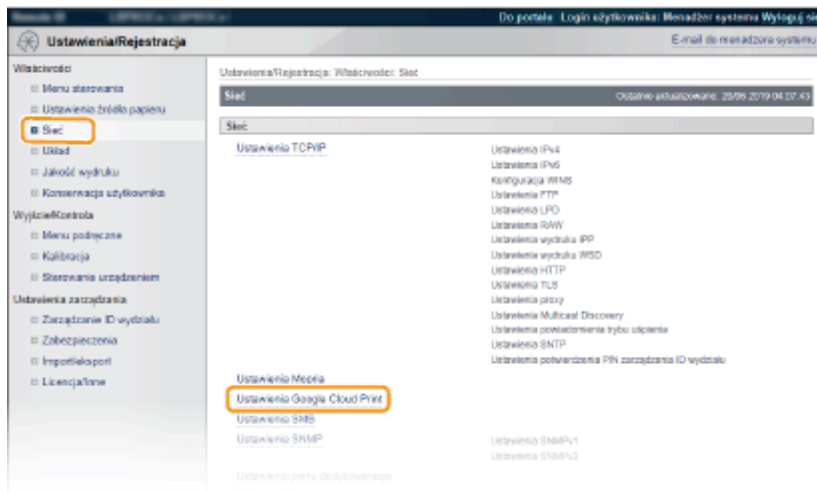 Do portalu Login użytkownika: Menadżer systemu Wyloguj się
Ustawienia/Rejestracja
E-mail do menadżera systemu
Właściwości
Menu sterowania
Ustawienia źródła papieru
Sieć
Układ
Jakość wydruku
Konserwacja użytkownika
Wyjście/Kontrola
Menu podręczne
Kalibracja
Sterowanie urządzeniem
Ustawienia zarządzania
Zarządzanie ID wydziału
Zabezpieczenia
Import/eksport
Licencja/Inne
Ustawienia/Rejestracja: Właściwości: Sieć
Sieć
Ostatnio aktualizowane: 20/06 2019 04:07:43
Sieć
Ustawienia TCP/IP
Ustawienia IPv4
Ustawienia IPv6
Konfiguracja WINS
Ustawienia FTP
Ustawienia LPD
Ustawienia RAW
Ustawienia wydruku IPP
Ustawienia wydruku WSD
Ustawienia HTTP
Ustawienia TLS
Ustawienia proxy
Ustawienia Multicast Discovery
Ustawienia powiadomienia trybu uśpienia
Ustawienia SNTP
Ustawienia potwierdzenia PIN zarządzania ID wydziału
Ustawienia Mopria
Ustawienia Google Cloud Print
Ustawienia SMB
Ustawienia SNMP
Ustawienia SNMPv1
Ustawienia SNMPv3
Ustawienia portu dedykowanego